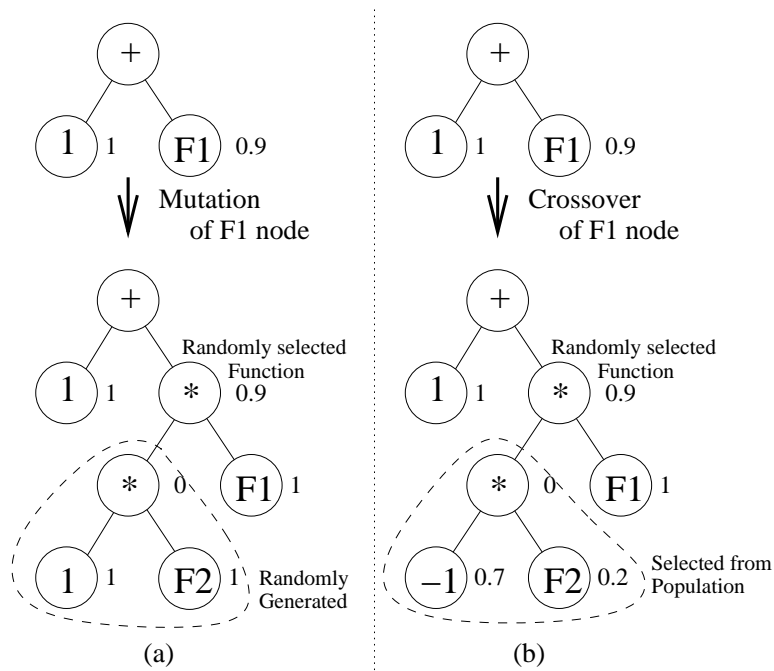 +
1 1 F1 0.9
Mutation
of F1 node
+
Randomly selected
Function
1 1 * 0.9
* 0 F1 1
1 1 F2 1
Randomly
Generated
(a)
+
1 1 F1 0.9
Crossover
of F1 node
+
Randomly selected
Function
1 1 * 0.9
* 0 F1 1
−1 0.7 F2 0.2
Selected from
Population
(b)